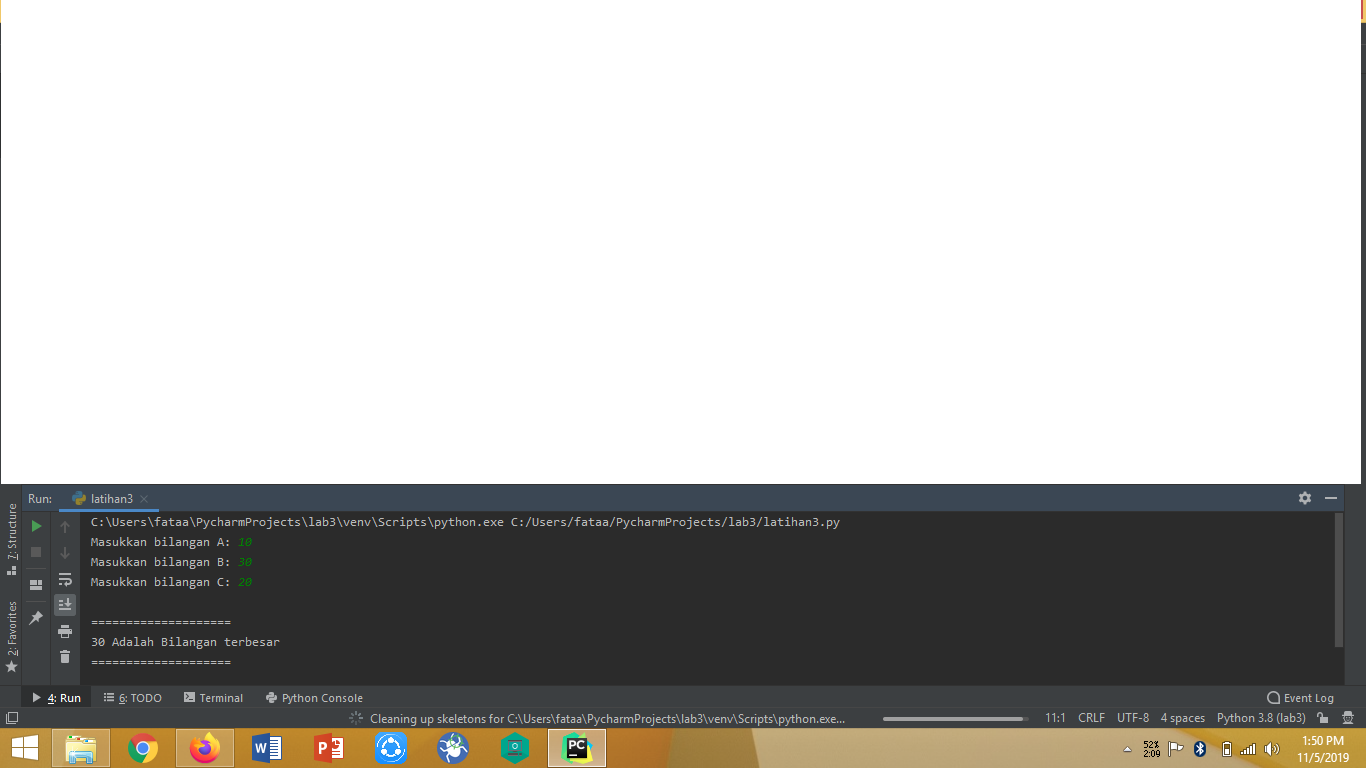 Run: latihan3
C:\Users\fataa\PycharmProjects\lab3\venv\Scripts\python.exe C:/Users/fataa/PycharmProjects/lab3/latihan3.py
Masukkan bilangan A: 10
Masukkan bilangan B: 30
Masukkan bilangan C: 20
====================
30 Adalah Bilangan terbesar
====================
7: Structure
2: Favorites
4: Run 6: TODO Terminal Python Console Event Log
Cleaning up skeletons for C:\Users\fataa\PycharmProjects\lab3\venv\Scripts\python.exe... 11:1 CRLF UTF-8 4 spaces Python 3.8 (lab3)
52%
2:09
1:50 PM
11/5/2019